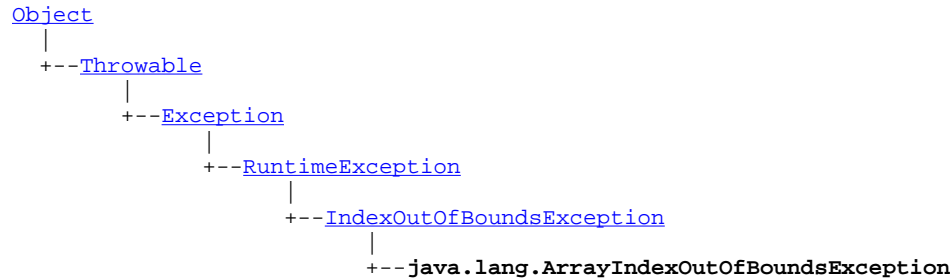 Object
|
+--Throwable
|
+--Exception
|
+--RuntimeException
|
+--IndexOutOfBoundsException
|
+--java.lang.ArrayIndexOutOfBoundsException